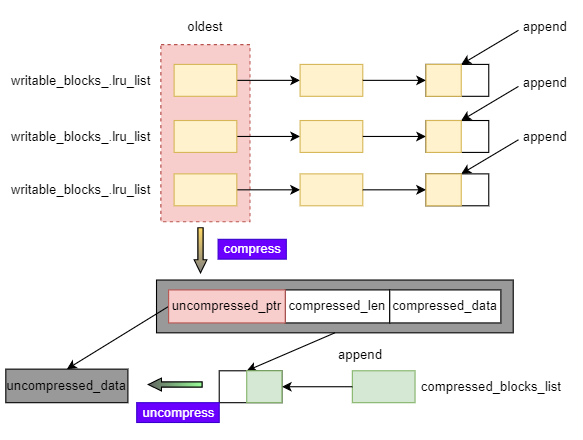 oldest
append
writable_blocks_.lru_list
append
writable_blocks_.lru_list
append
writable_blocks_.lru_list
compress
uncompressed_ptr
compressed_len
compressed_data
append
uncompressed_data
compressed_blocks_list
uncompress